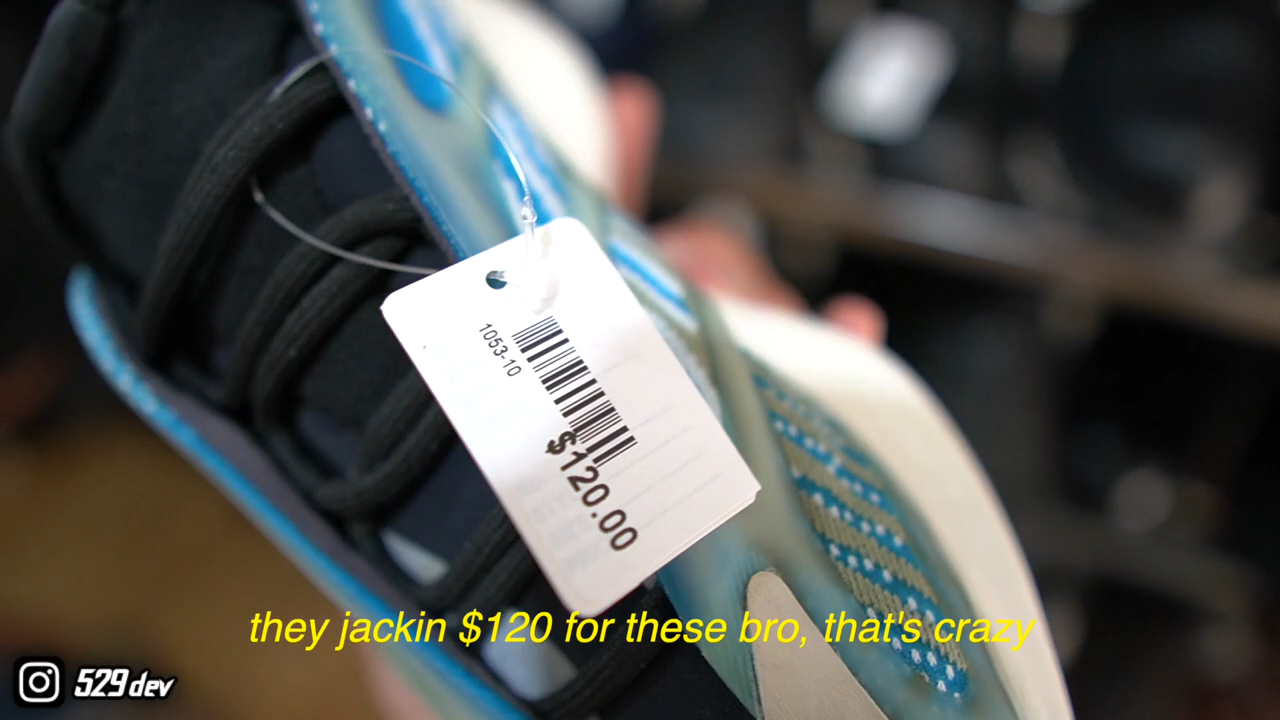 1053-10
$120.00
they jackin $120 for these bro, that's crazy
529dev